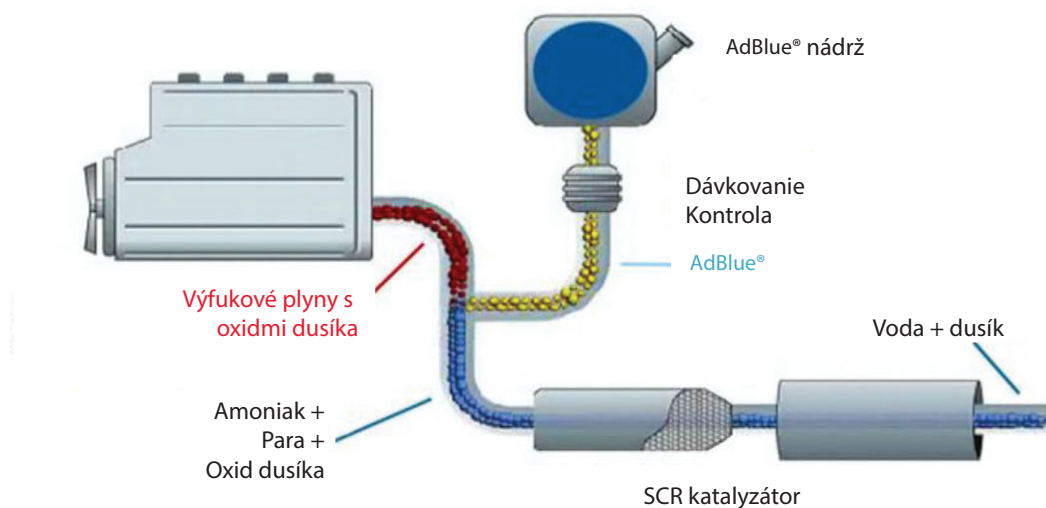 AdBlue® nádrž
Dávkovanie
Kontrola
AdBlue®
Výfukové plyny s
oxidmi dusíka
Voda + dusík
Amoniak +
Para +
Oxid dusíka
SCR katalyzátor